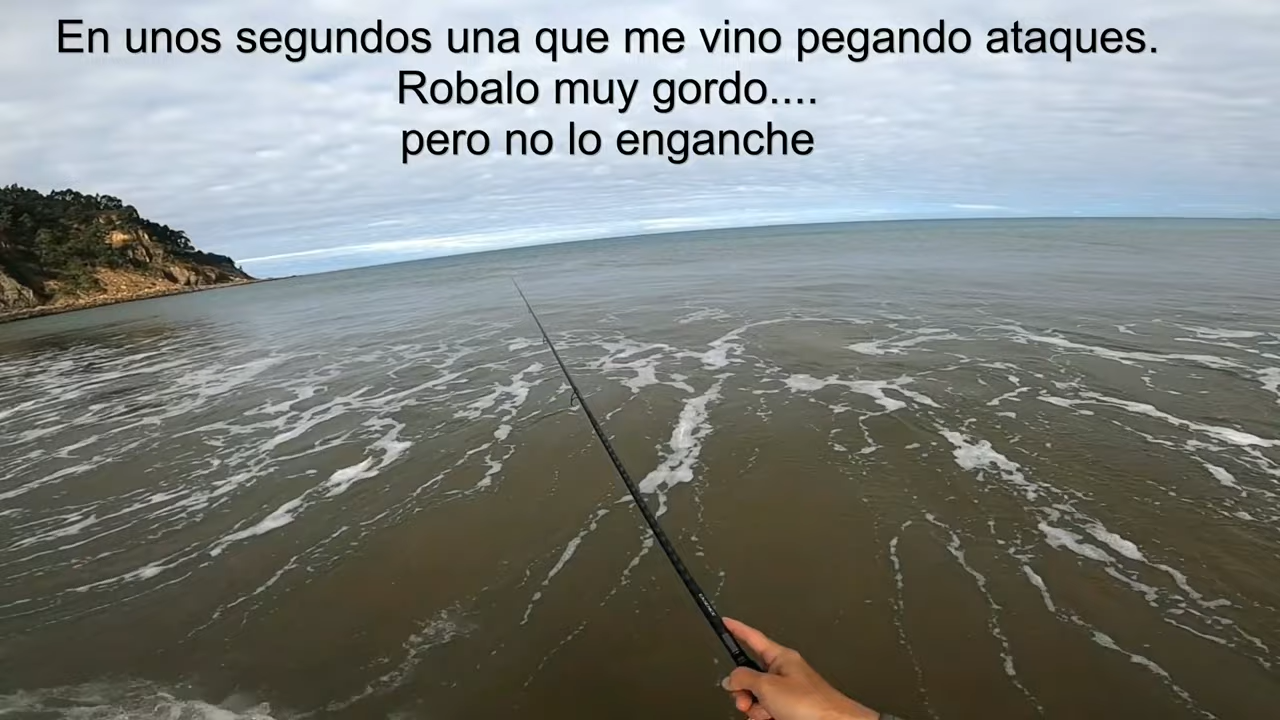 En unos segundos una que me vino pegando ataques.
Robalo muy gordo....
pero no lo enganche